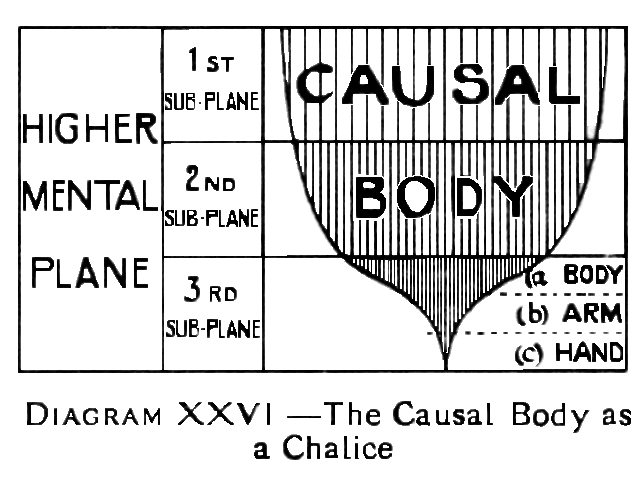 HIGHER
MENTAL
PLANE
1ST
SUB-PLANE
2ND
SUB-PLANE
3RD
SUB-PLANE
CAUSAL
BODY
(a BODY
(b) ARM
(c) HAND
DIAGRAM XXVI —The Causal Body as
a Chalice